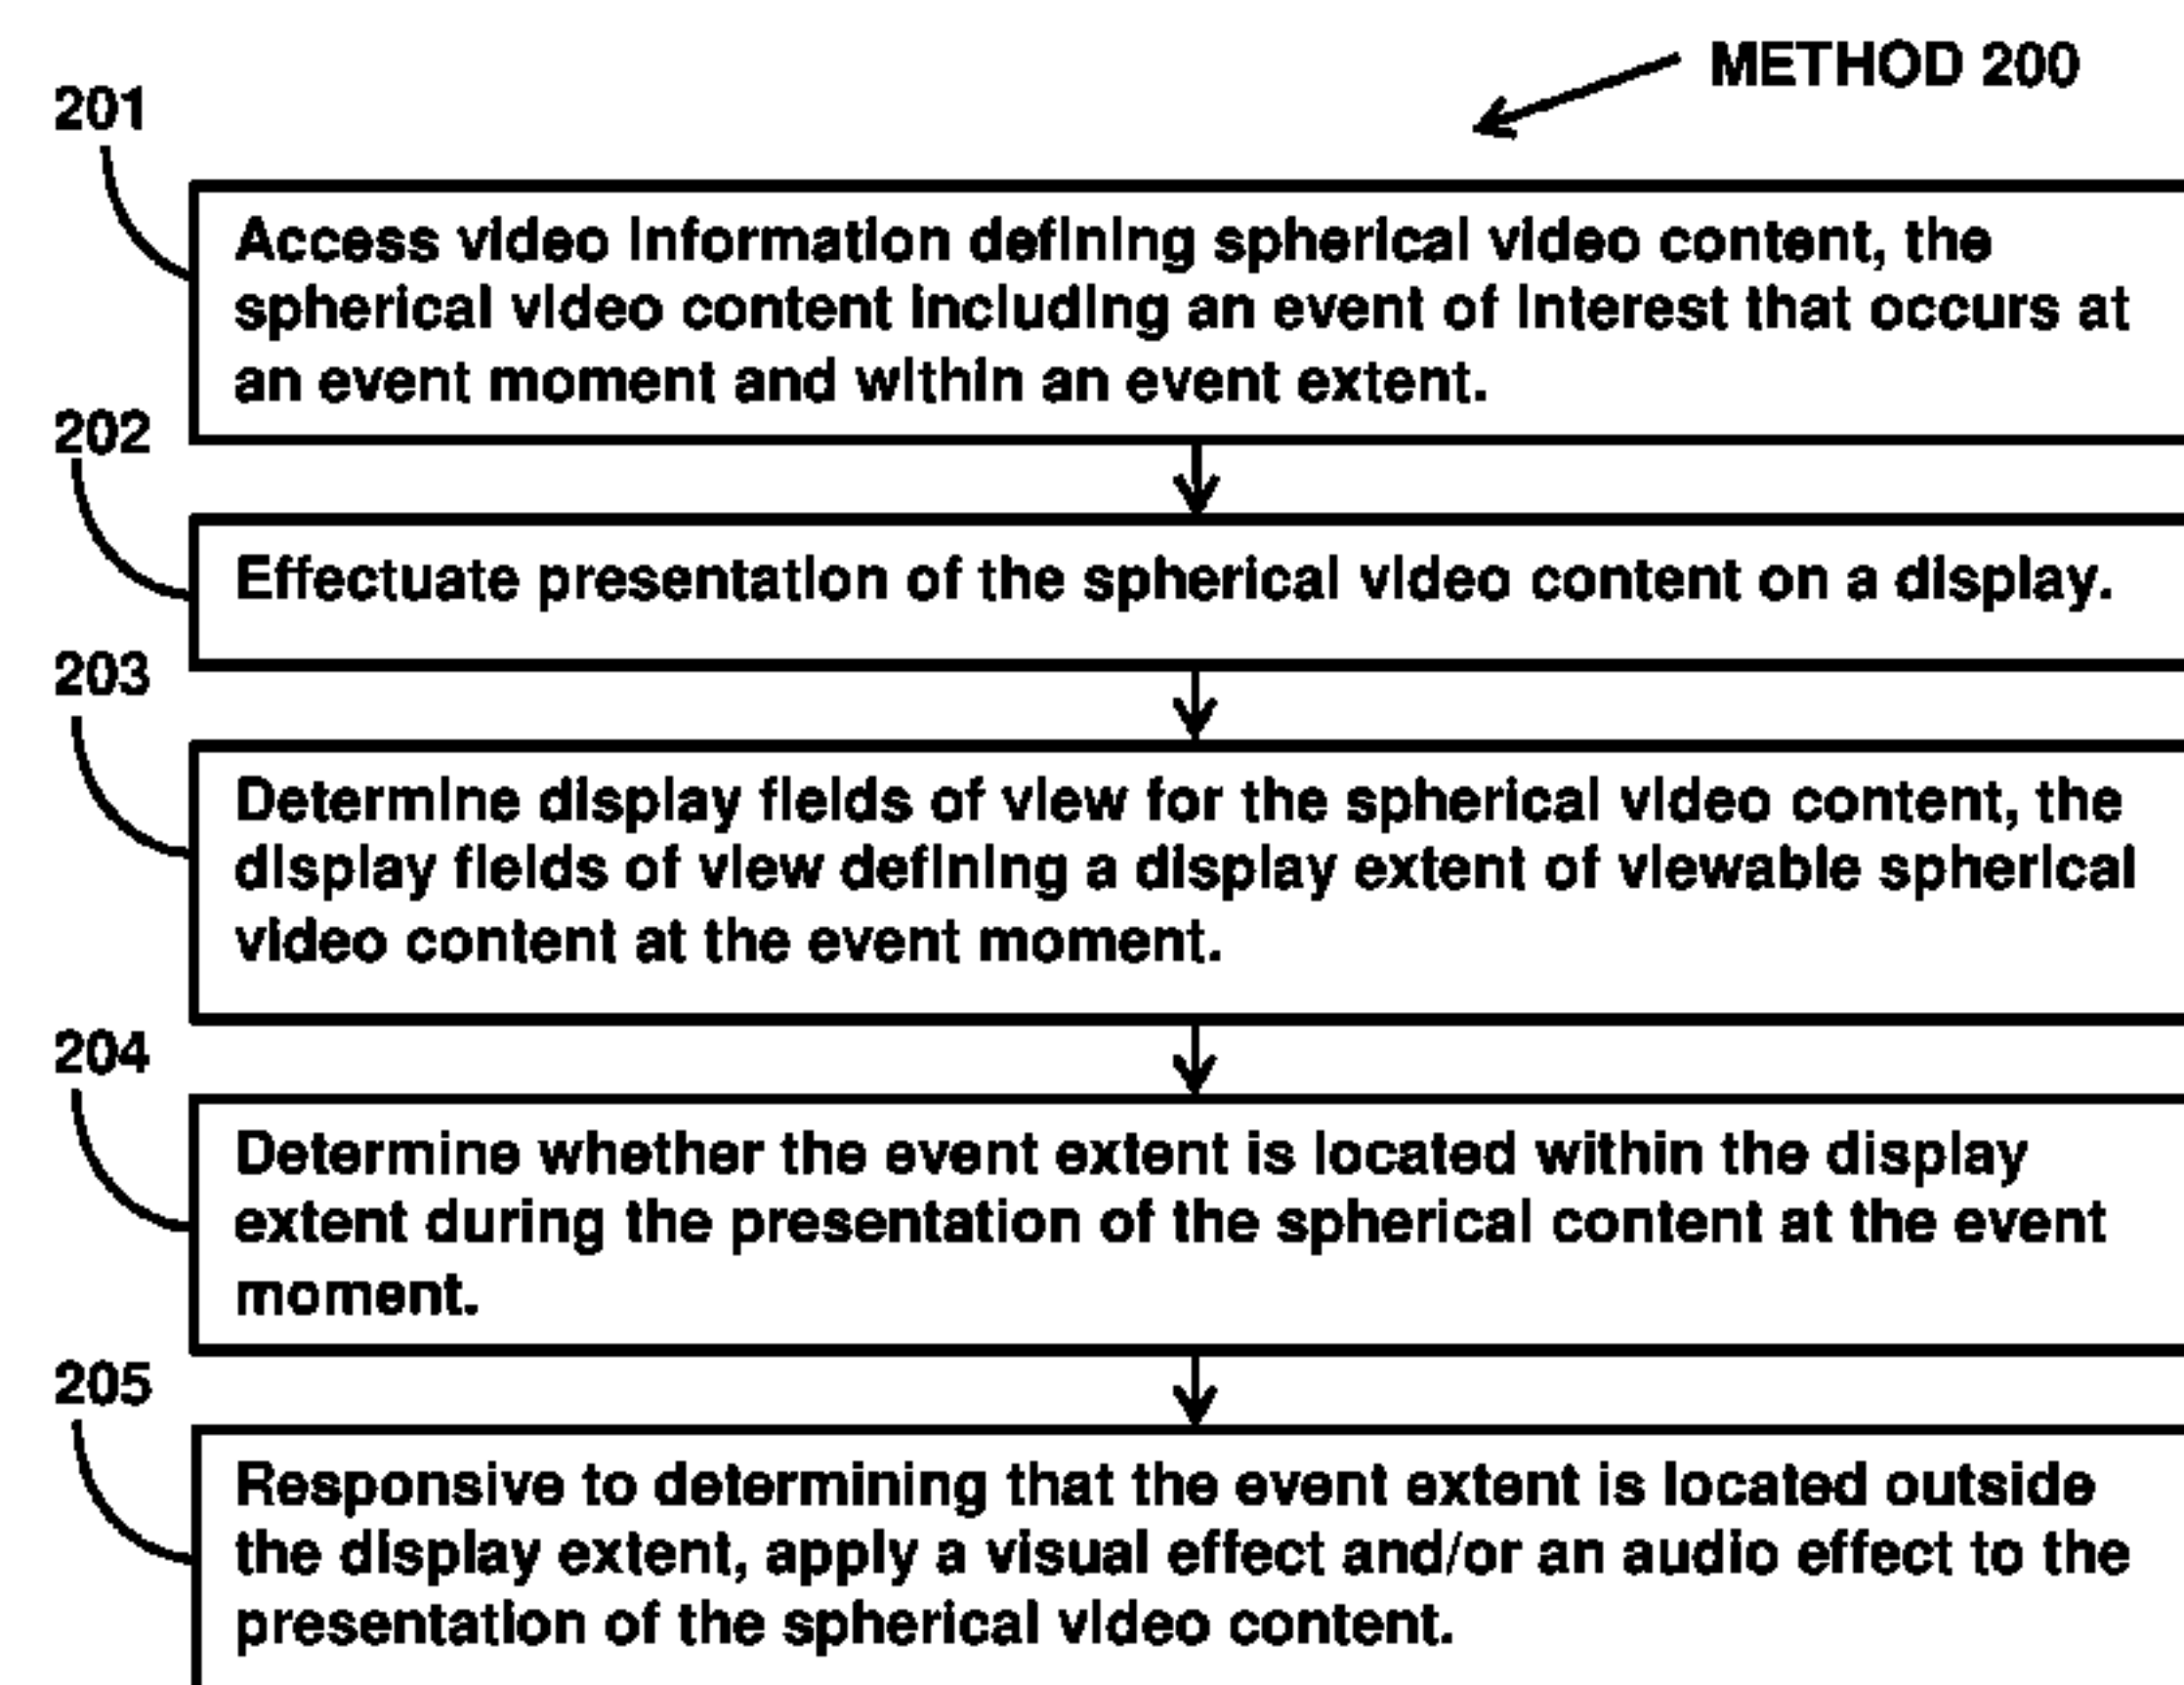 METHOD 200
201
Access video information defining spherical video content, the
spherical video content including an event of interest that occurs at
an event moment and within an event extent.
202
Effectuate presentation of the spherical video content on a display.
203
Determine display fields of view for the spherical video content, the
display fields of view defining a display extent of viewable spherical
video content at the event moment.
204
Determine whether the event extent is located within the display
extent during the presentation of the spherical content at the event
moment.
205
Responsive to determining that the event extent is located outside
the display extent, apply a visual effect and/or an audio effect to the
presentation of the spherical video content.